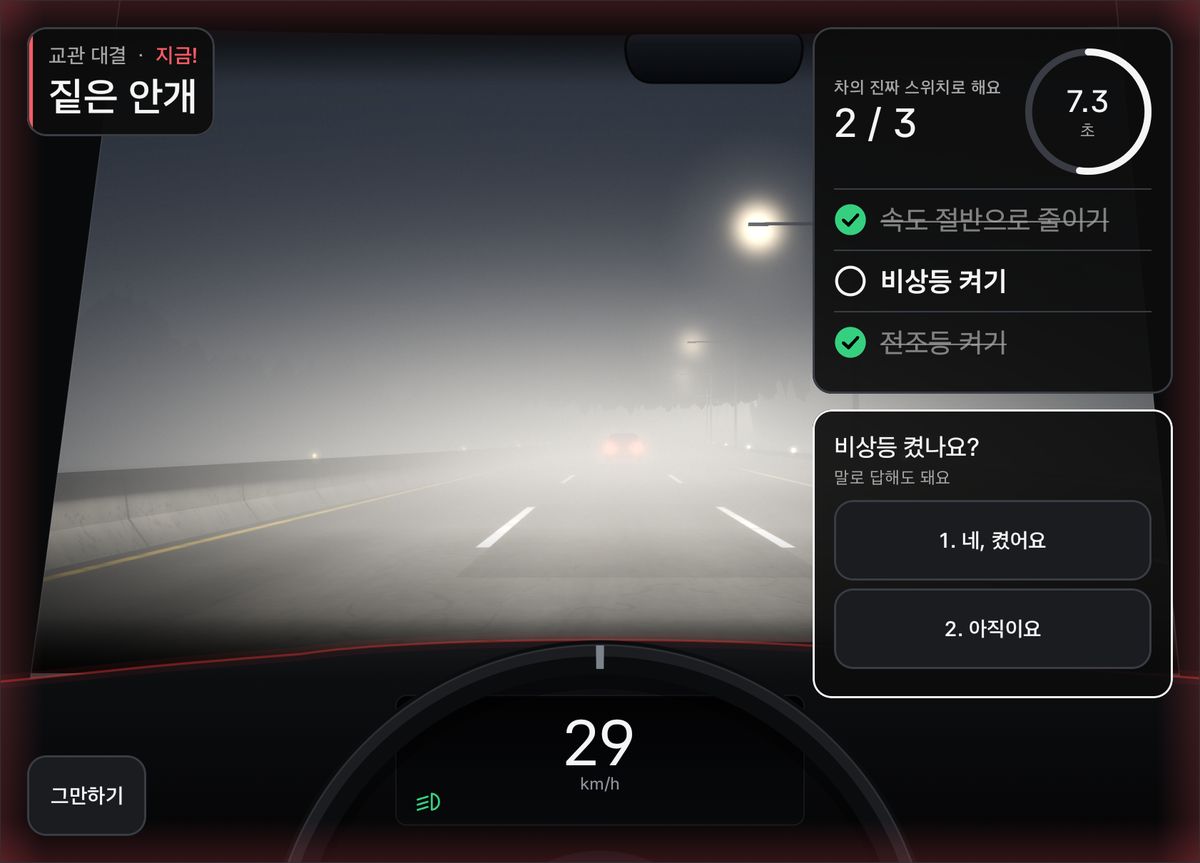 교관 대결 · 지금!
짙은 안개
차의 진짜 스위치로 해요
2 / 3
7.3
초
속도 절반으로 줄이기
비상등 켜기
전조등 켜기
비상등 켰나요?
말로 답해도 돼요
1. 네, 켰어요
2. 아직이요
29
km/h
그만하기